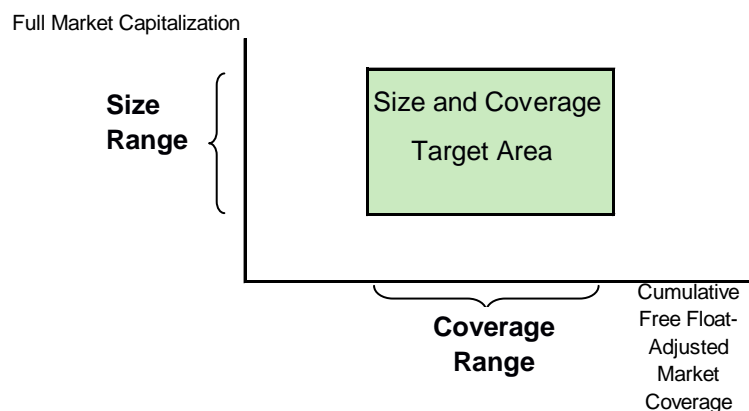 Full Market Capitalization
Size
Range
Size and Coverage
Target Area
Coverage
Range
Cumulative
Free Float-
Adjusted
Market
Coverage